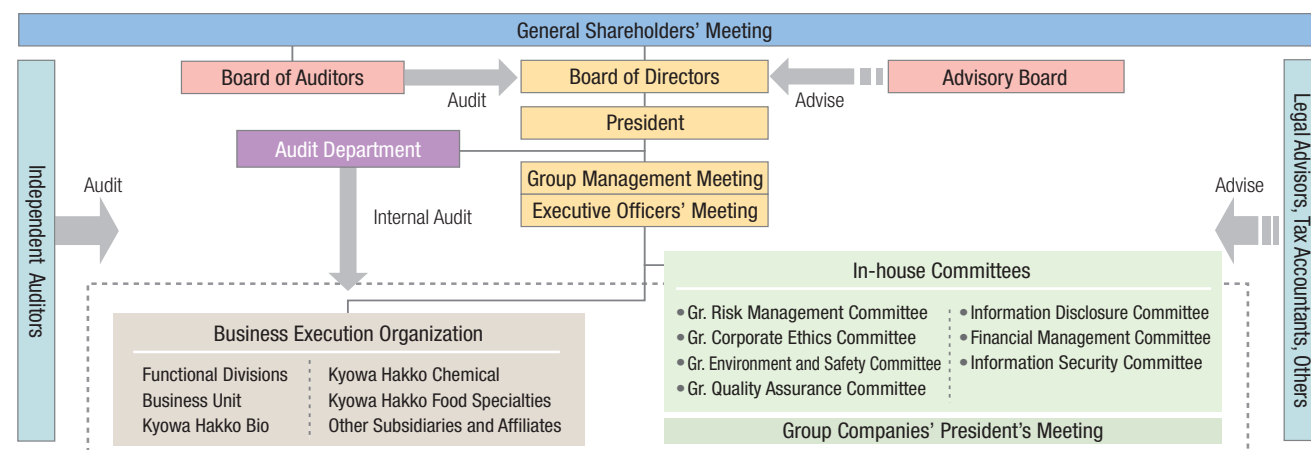 General Shareholders' Meeting
Board of Auditors
Audit
Board of Directors
Advise
Advisory Board
President
Audit Department
Group Management Meeting
Executive Officers' Meeting
Independent Auditors
Audit
Internal Audit
Advise
Legal Advisors, Tax Accountants, Others
In-house Committees
• Gr. Risk Management Committee
• Gr. Corporate Ethics Committee
• Gr. Environment and Safety Committee
• Gr. Quality Assurance Committee
• Information Disclosure Committee
• Financial Management Committee
• Information Security Committee
Business Execution Organization
Functional Divisions
Business Unit
Kyowa Hakko Bio
Kyowa Hakko Chemical
Kyowa Hakko Food Specialties
Other Subsidiaries and Affiliates
Group Companies' President's Meeting